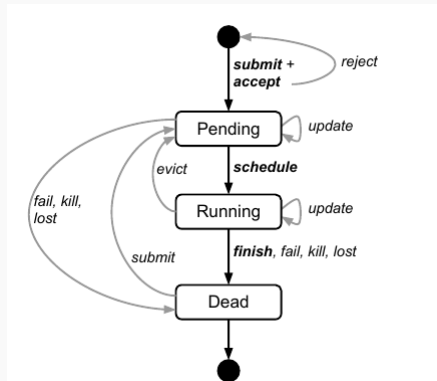 submit +
accept
reject
Pending
update
evict
schedule
fail, kill,
lost
Running
update
submit
finish, fail, kill, lost
Dead